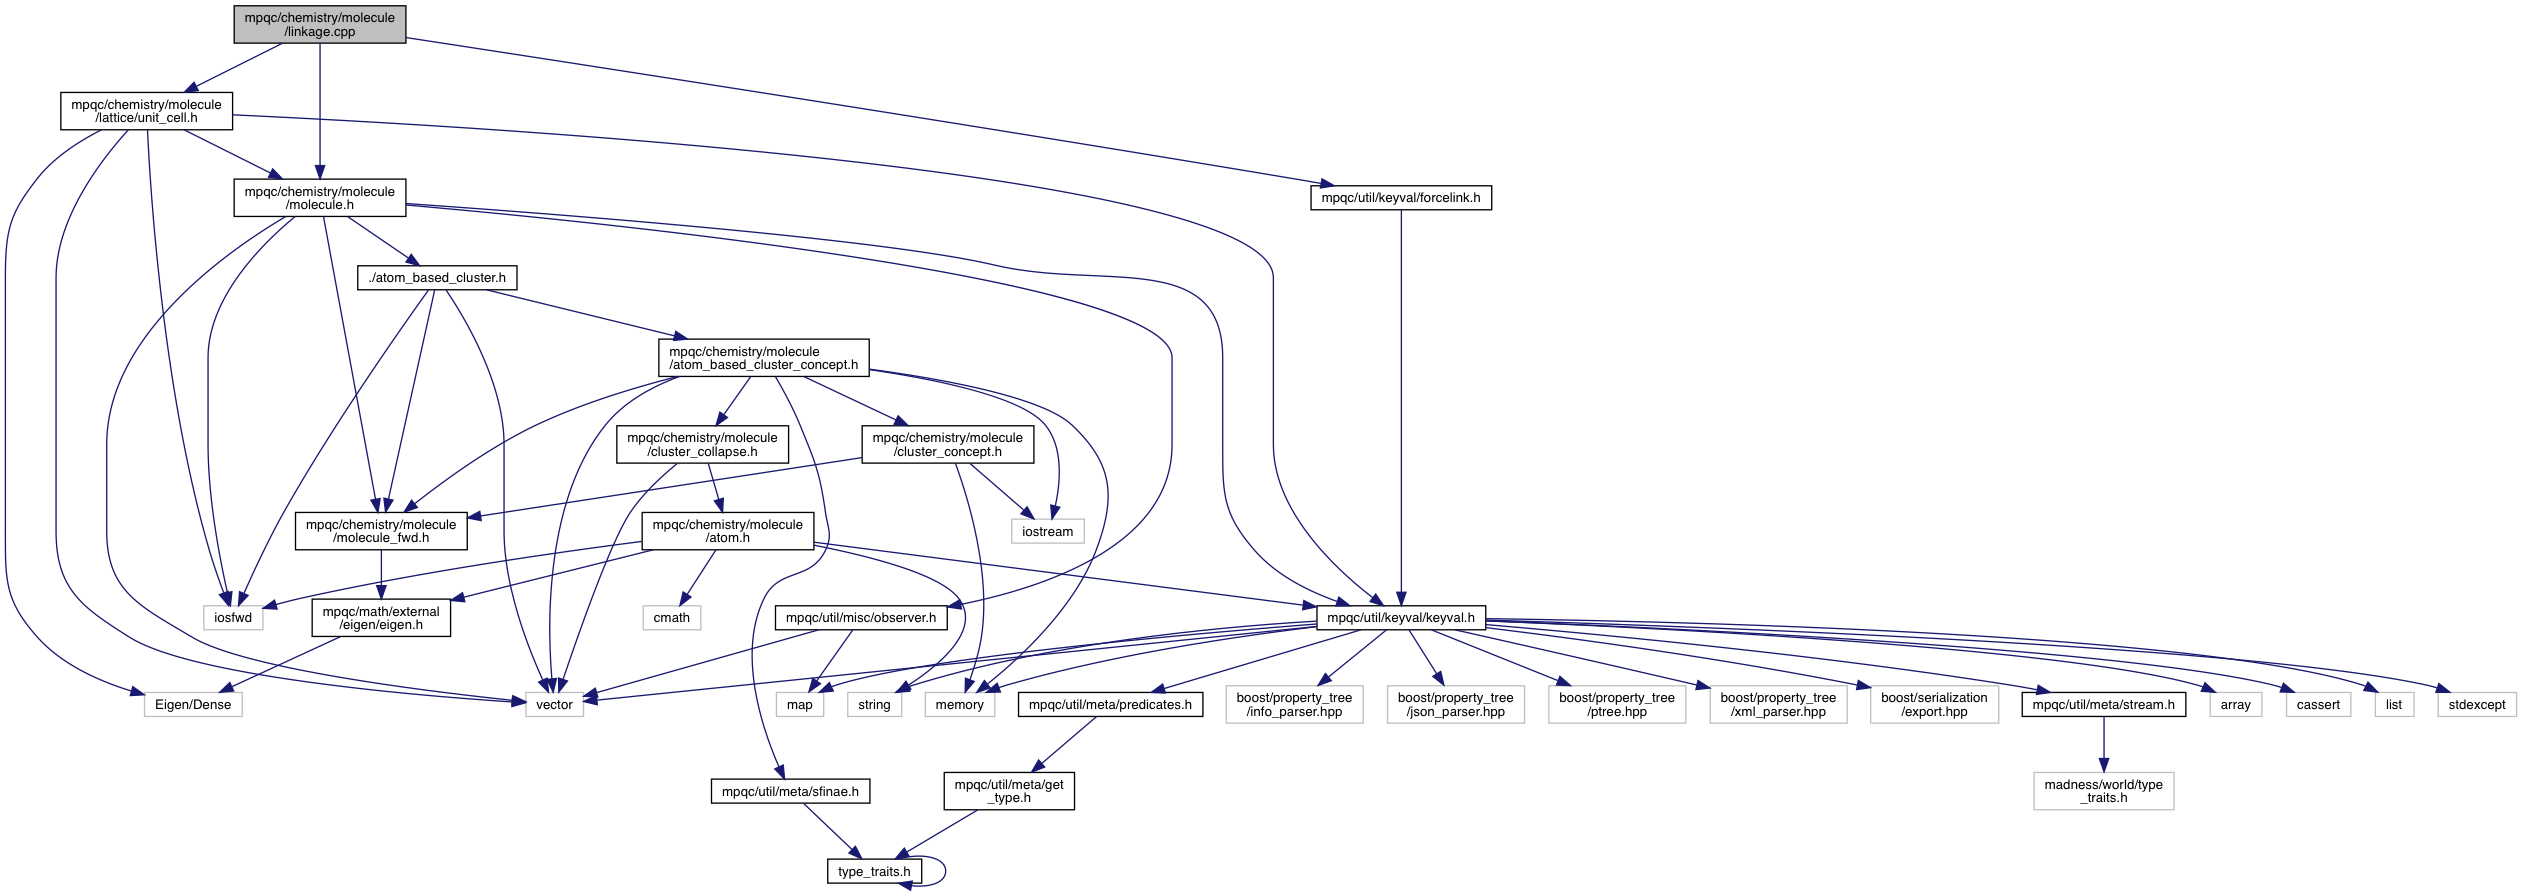 mpqc/chemistry/molecule
/linkage.cpp
mpqc/chemistry/molecule
/lattice/unit_cell.h
mpqc/chemistry/molecule
/molecule.h
mpqc/util/keyval/forcelink.h
./atom_based_cluster.h
mpqc/chemistry/molecule
/atom_based_cluster_concept.h
mpqc/chemistry/molecule
/cluster_collapse.h
mpqc/chemistry/molecule
/cluster_concept.h
mpqc/chemistry/molecule
/molecule_fwd.h
mpqc/chemistry/molecule
/atom.h
iostream
iosfwd
mpqc/math/external
/eigen/eigen.h
cmath
mpqc/util/misc/observer.h
mpqc/util/keyval/keyval.h
Eigen/Dense
vector
map
string
memory
mpqc/util/meta/predicates.h
boost/property_tree
/info_parser.hpp
boost/property_tree
/json_parser.hpp
boost/property_tree
/ptree.hpp
boost/property_tree
/xml_parser.hpp
boost/serialization
/export.hpp
mpqc/util/meta/stream.h
array
cassert
list
stdexcept
mpqc/util/meta/sfinae.h
mpqc/util/meta/get
_type.h
madness/world/type
_traits.h
type_traits.h